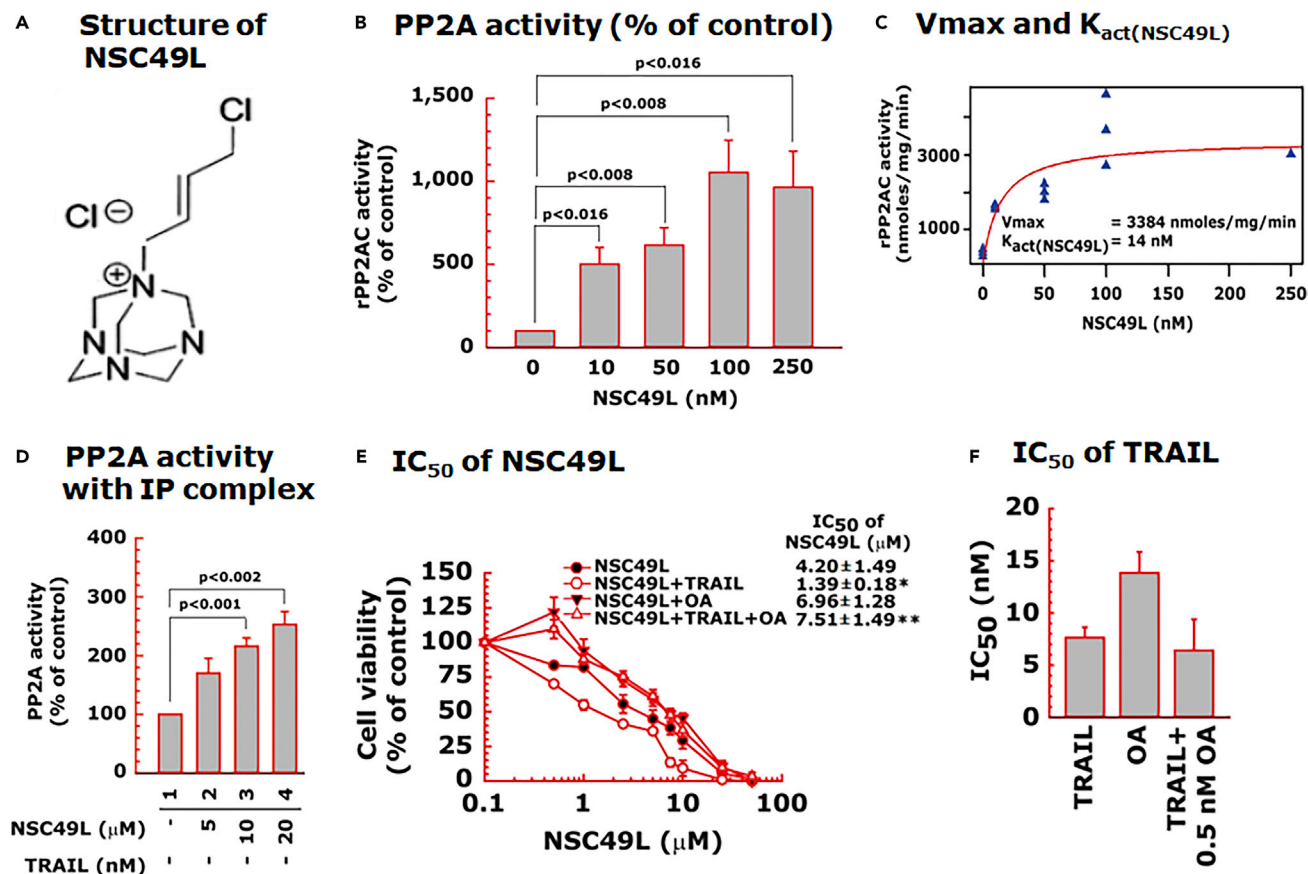 A
Structure of
NSC49L
Cl
Cl ⊖
⊕
N
N
N
N
B
PP2A activity (% of control)
rPP2AC activity
(% of control)
1,500
1,000
500
0
p<0.016
p<0.008
p<0.008
p<0.016
0 10 50 100 250
NSC49L (nM)
C
Vmax and Kact(NSC49L)
rPP2AC activity
(nmoles/mg/min)
3000
1000
Vmax = 3384 nmoles/mg/min
Kact(NSC49L) = 14 nM
0 50 100 150 200 250
NSC49L (nM)
D
PP2A activity
with IP complex
PP2A activity
(% of control)
400
300
200
100
0
p<0.002
p<0.001
1 2 3 4
NSC49L (μM) - 5 10 20
TRAIL (nM) - - - -
E
IC50 of NSC49L
Cell viability
(% of control)
150
125
100
75
50
25
0
IC50 of
NSC49L (μM)
NSC49L 4.20±1.49
NSC49L+TRAIL 1.39±0.18*
NSC49L+OA 6.96±1.28
NSC49L+TRAIL+OA 7.51±1.49**
0.1 1 10 100
NSC49L (μM)
F
IC50 of TRAIL
IC50 (nM)
20
15
10
5
0
TRAIL
OA
TRAIL+
0.5 nM OA